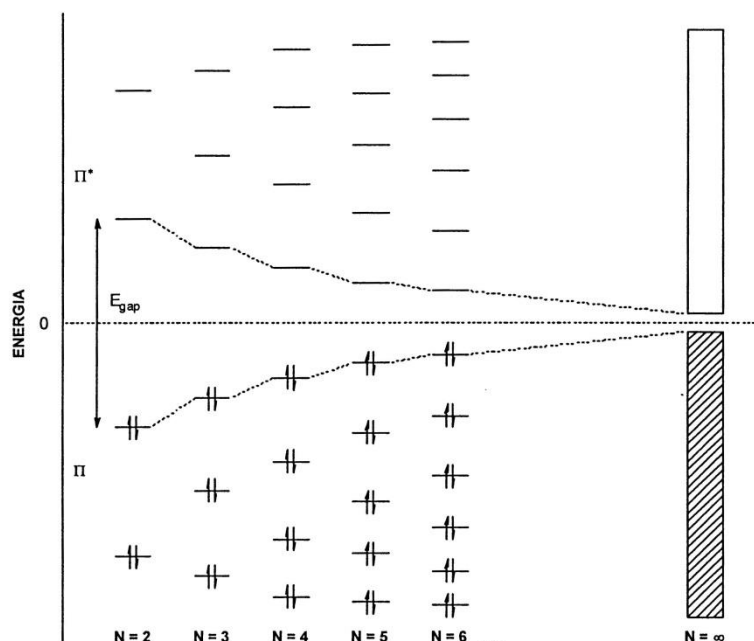 Π*
E_gap
ENERGIA
0
Π
N = 2 N = 3 N = 4 N = 5 N = 6 N = ∞